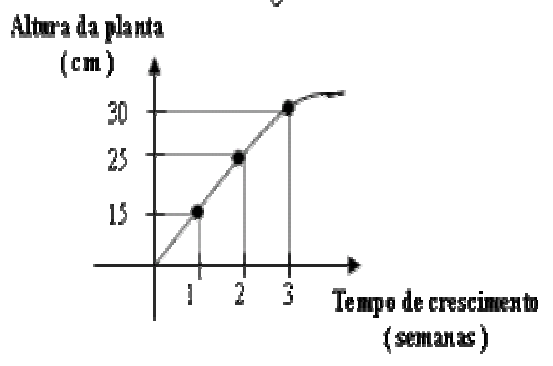 Altura da planta
(cm)
30
25
15
1 2 3
Tempo de crescimento
(semanas)